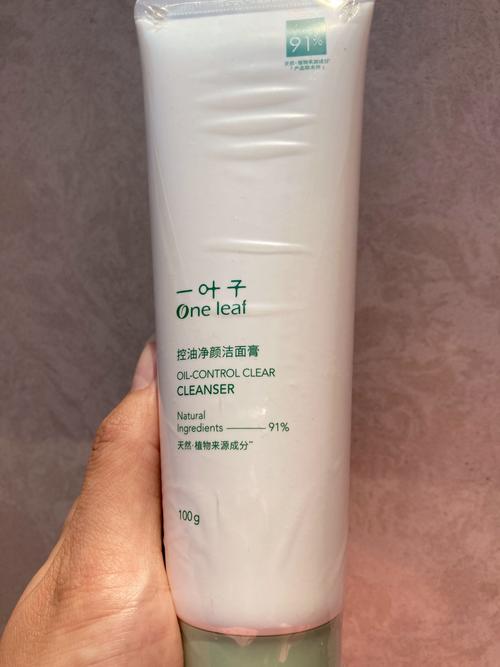 91%
一叶子
One leaf
控油净颜洁面膏
OIL-CONTROL CLEAR
CLEANSER
Natural
Ingredients 91%
天然·植物来源成分
100g